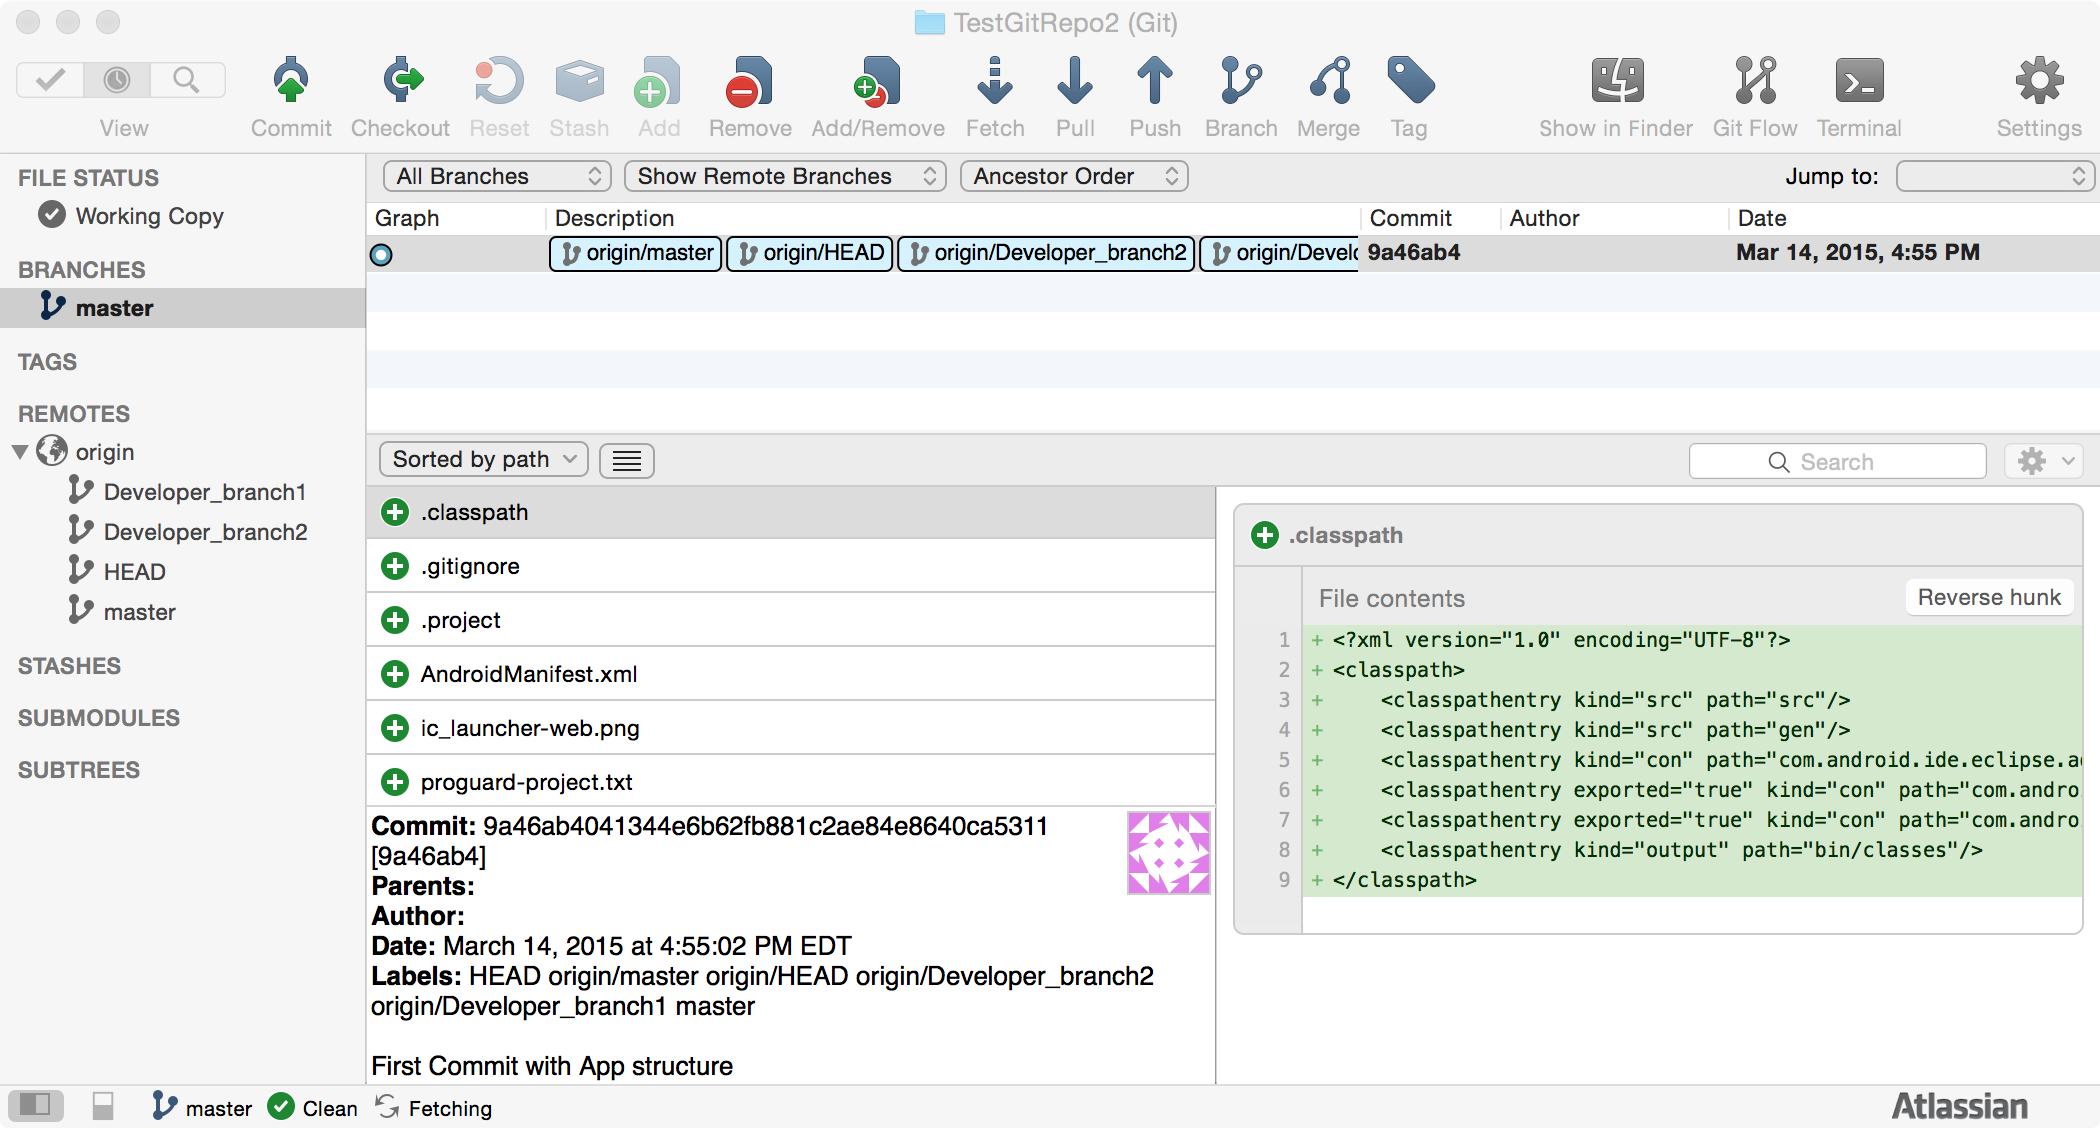 TestGitRepo2 (Git)
View Commit Checkout Reset Stash Add Remove Add/Remove Fetch Pull Push Branch Merge Tag Show in Finder Git Flow Terminal Settings
FILE STATUS
Working Copy
BRANCHES
master
TAGS
REMOTES
origin
Developer_branch1
Developer_branch2
HEAD
master
STASHES
SUBMODULES
SUBTREES
All Branches Show Remote Branches Ancestor Order Jump to:
Graph Description Commit Author Date
origin/master origin/HEAD origin/Developer_branch2 origin/Develo 9a46ab4 Mar 14, 2015, 4:55 PM
Sorted by path Search
.classpath
.gitignore
.project
AndroidManifest.xml
ic_launcher-web.png
proguard-project.txt
Commit: 9a46ab4041344e6b62fb881c2ae84e8640ca5311
[9a46ab4]
Parents:
Author:
Date: March 14, 2015 at 4:55:02 PM EDT
Labels: HEAD origin/master origin/HEAD origin/Developer_branch2
origin/Developer_branch1 master
First Commit with App structure
.classpath
File contents Reverse hunk
1 + <?xml version="1.0" encoding="UTF-8"?>
2 + <classpath>
3 + <classpathentry kind="src" path="src"/>
4 + <classpathentry kind="src" path="gen"/>
5 + <classpathentry kind="con" path="com.android.ide.eclipse.a
6 + <classpathentry exported="true" kind="con" path="com.andro
7 + <classpathentry exported="true" kind="con" path="com.andro
8 + <classpathentry kind="output" path="bin/classes"/>
9 + </classpath>
master Clean Fetching Atlassian